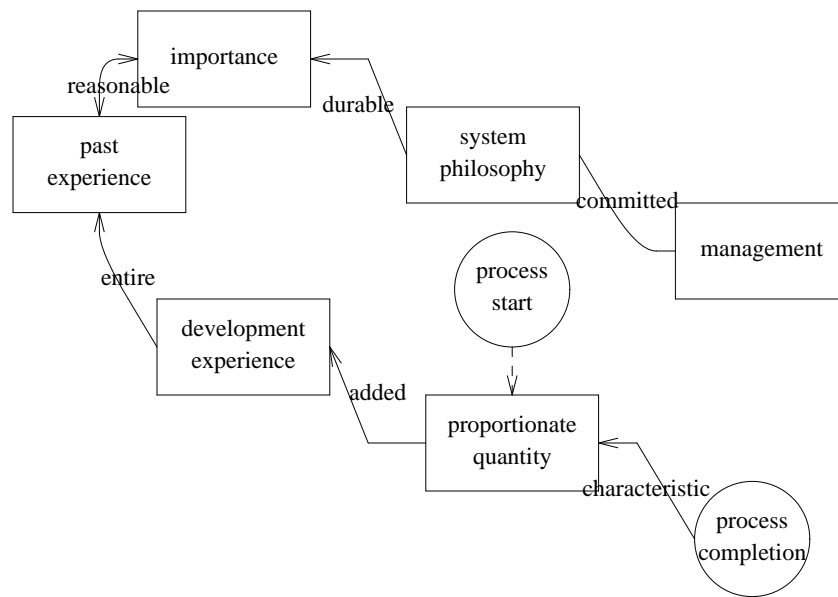 importance
reasonable
durable
past
experience
system
philosophy
committed
management
process
start
entire
development
experience
added
proportionate
quantity
characteristic
process
completion